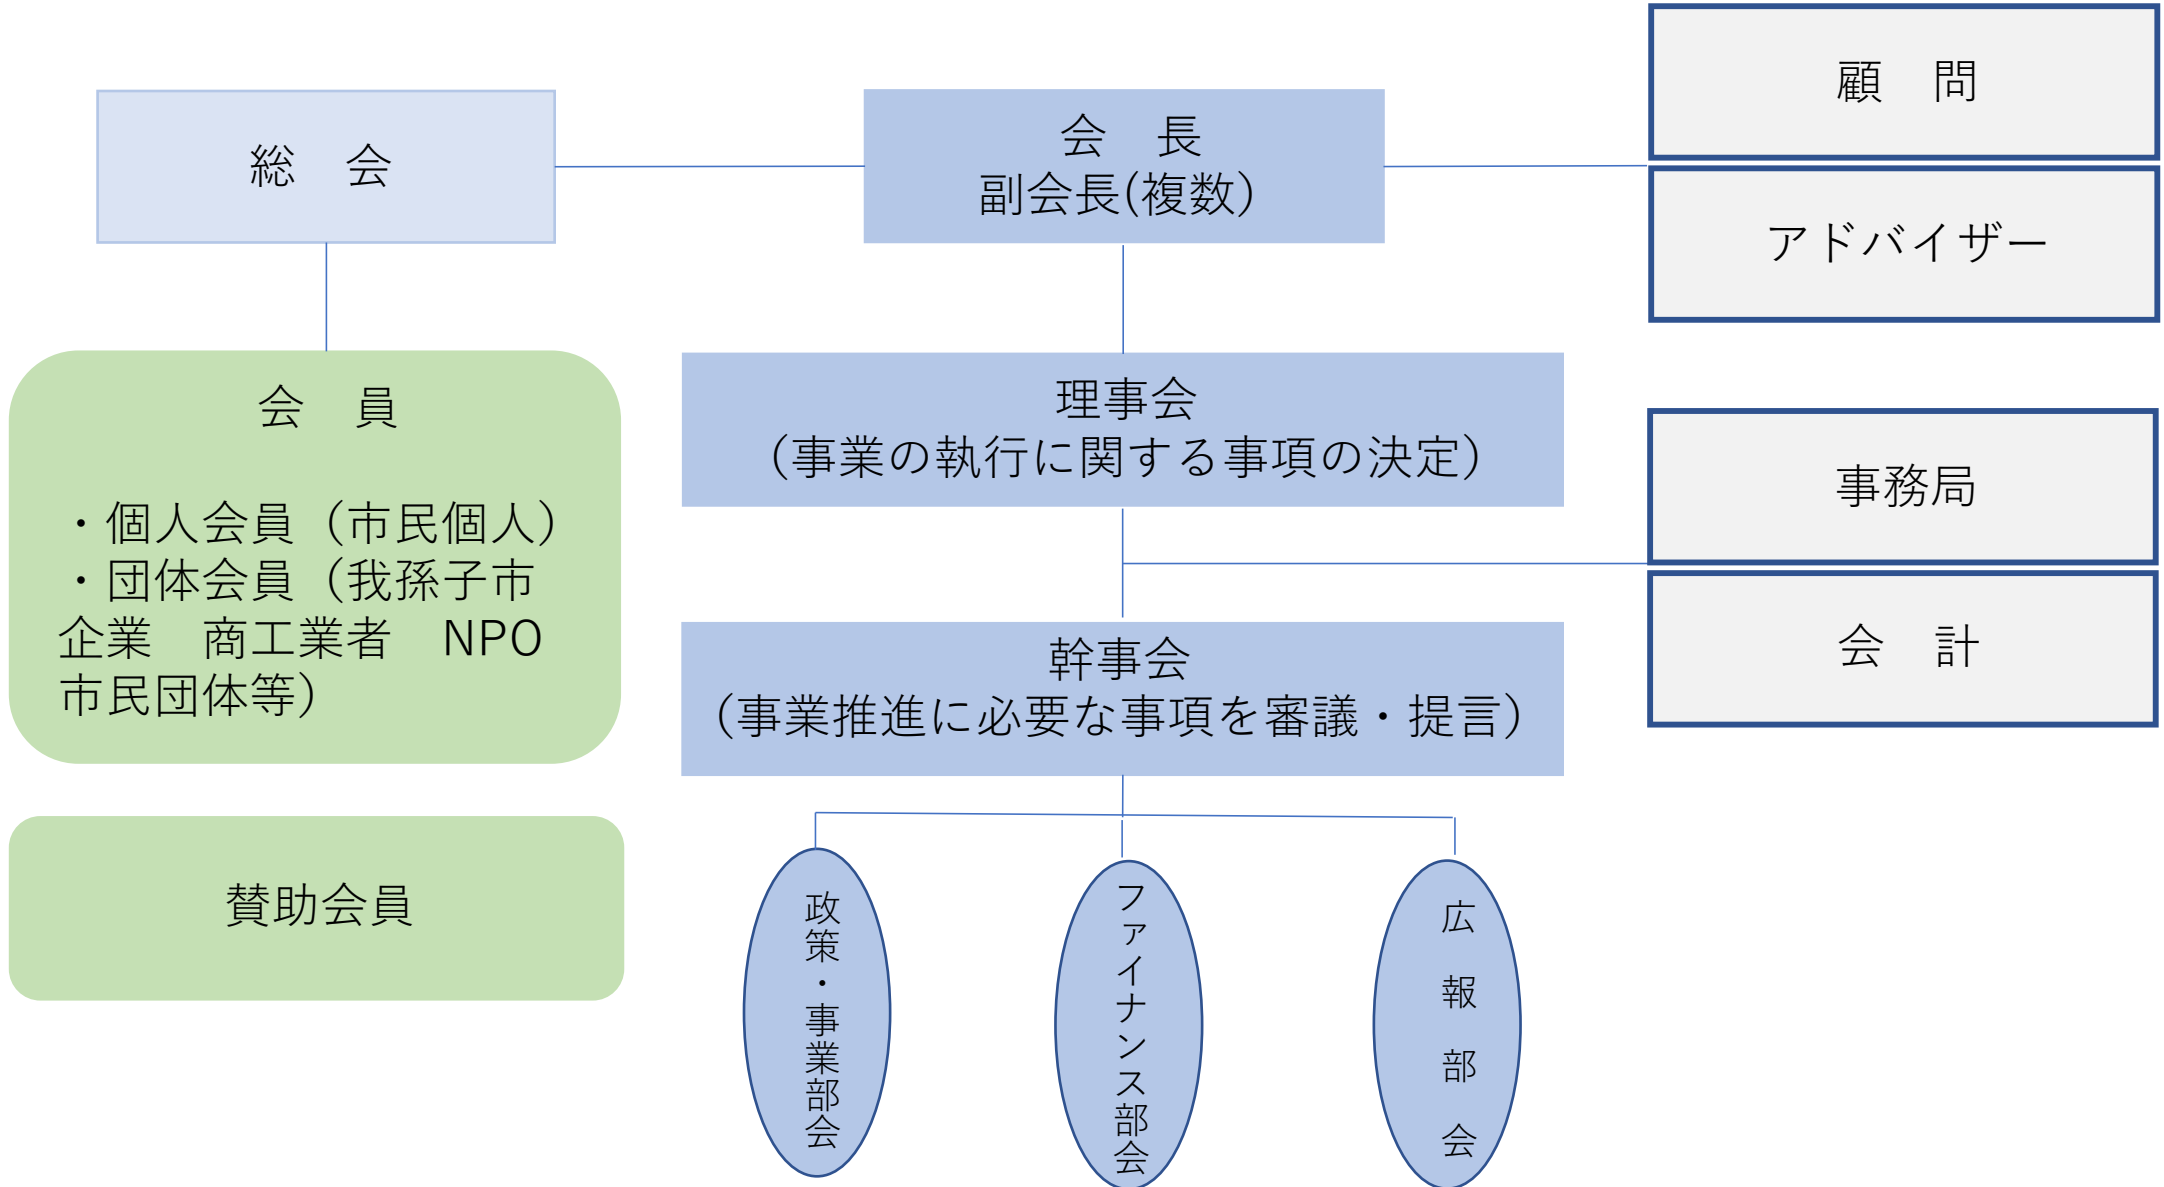 総　会
会　長
副会長(複数）
顧　問
アドバイザー
会　員
・個人会員（市民個人）
・団体会員（我孫子市
企業　商工業者　NPO
市民団体等）
賛助会員
理事会
（事業の執行に関する事項の決定）
事務局
会　計
幹事会
（事業推進に必要な事項を審議・提言）
政策・事業部会
ファイナンス部会
広　報　部　会